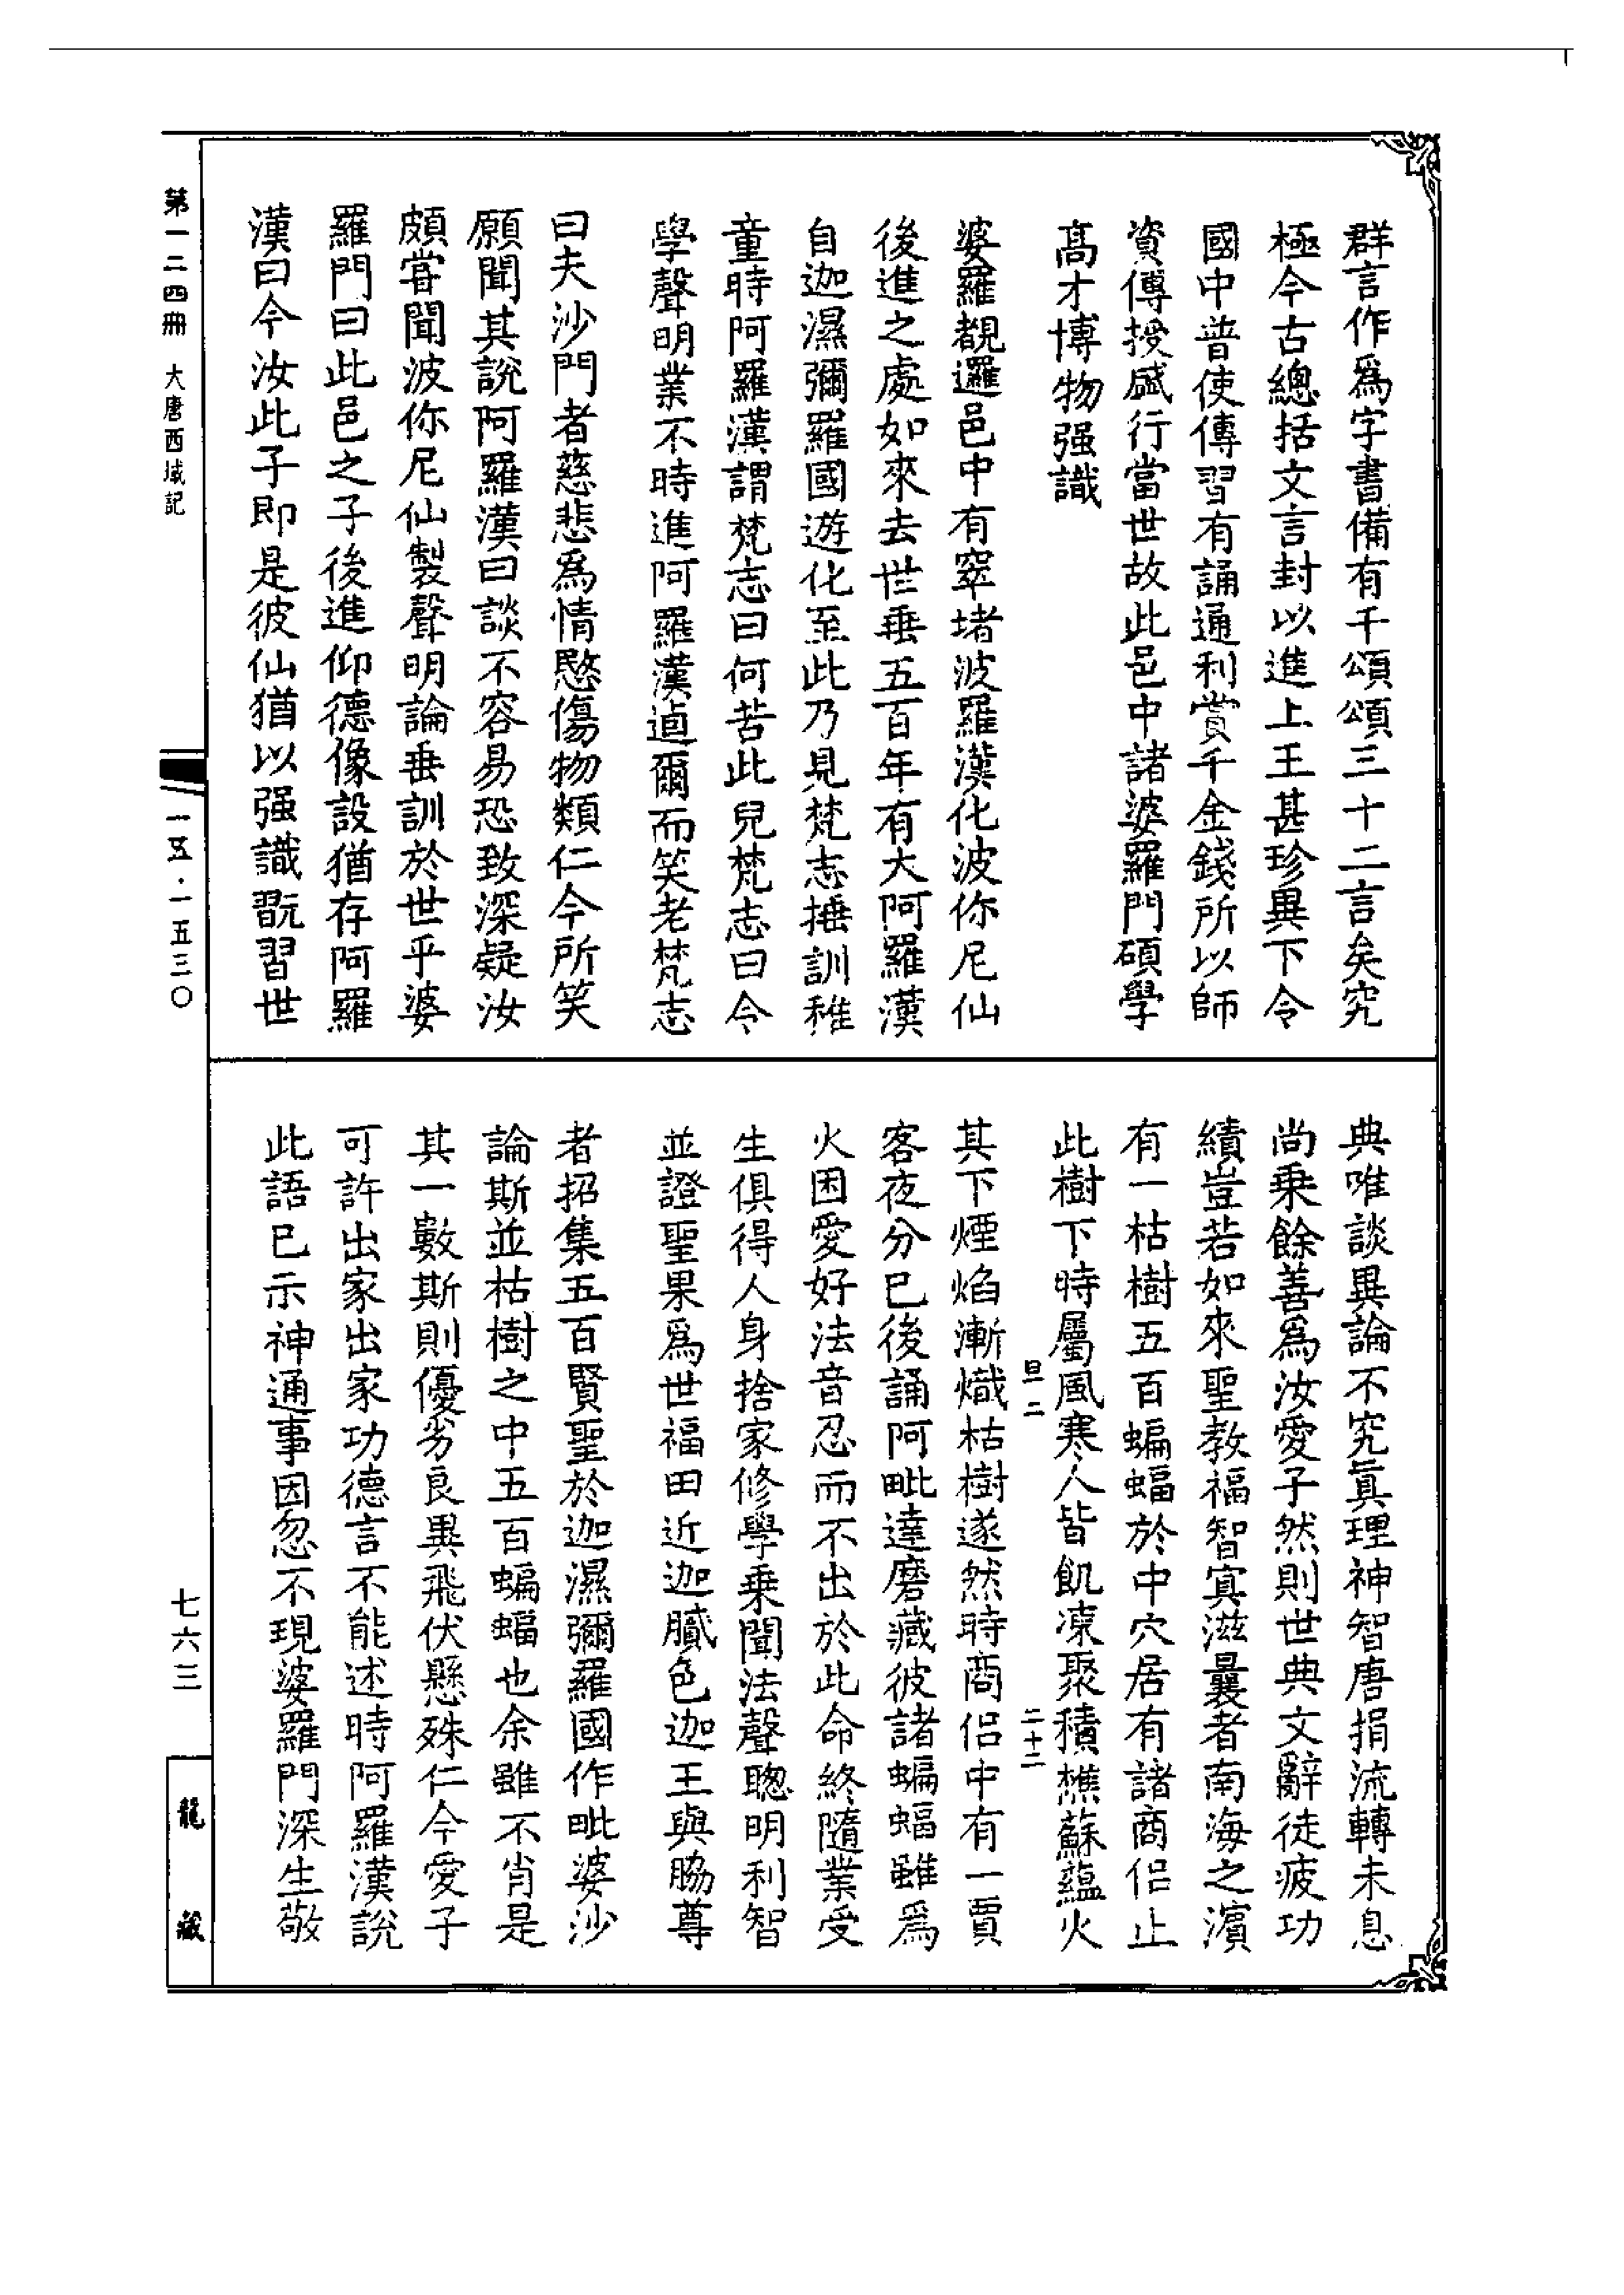 群言作爲字書備有千頌頌三十二言矣究
極今古總括文言封以進上王甚珍異下令
國中普使傳習有誦通利賞千金錢所以師
資傳授盛行當世故此邑中諸婆羅門碩學
高才博物强識
婆羅覩邏邑中有窣堵波羅漢化波你尼仙
後進之處如來去世垂五百年有大阿羅漢
自迦濕彌羅國遊化至此乃見梵志捶訓稚
童時阿羅漢謂梵志曰何苦此兒梵志曰令
學聲明業不時進阿羅漢逌爾而笑老梵志
曰夫沙門者慈悲爲情愍傷物類仁今所笑
願聞其說阿羅漢曰談不容易恐致深疑汝
頗甞聞波你尼仙製聲明論垂訓於世乎婆
羅門曰此邑之子後進仰德像設猶存阿羅
漢曰今汝此子即是彼仙猶以强識翫習世
典唯談異論不究眞理神智唐捐流轉未息
尚乘餘善爲汝愛子然則世典文辭徒疲功
績豈若如來聖教福智寘滋曩者南海之濱
有一枯樹五百蝙蝠於中穴居有諸商侶止
此樹下時屬風寒人皆飢凍聚積樵蘇藴火
旦二 二十二
其下煙焰漸熾枯樹遂然時商侶中有一賈
客夜分已後誦阿毗達磨藏彼諸蝙蝠雖爲
火困愛好法音忍而不出於此命終隨業受
生俱得人身捨家修學乘聞法聲聰明利智
並證聖果爲世福田近迦膩色迦王與脇尊
者招集五百賢聖於迦濕彌羅國作毗婆沙
論斯並枯樹之中五百蝙蝠也余雖不肖是
其一數斯則優劣良異飛伏懸殊仁今愛子
可許出家出家功德言不能述時阿羅漢說
此語已示神通事因忽不現婆羅門深生敬
第一二四冊 大唐西域記
一五·一五三〇
七六三
龍藏